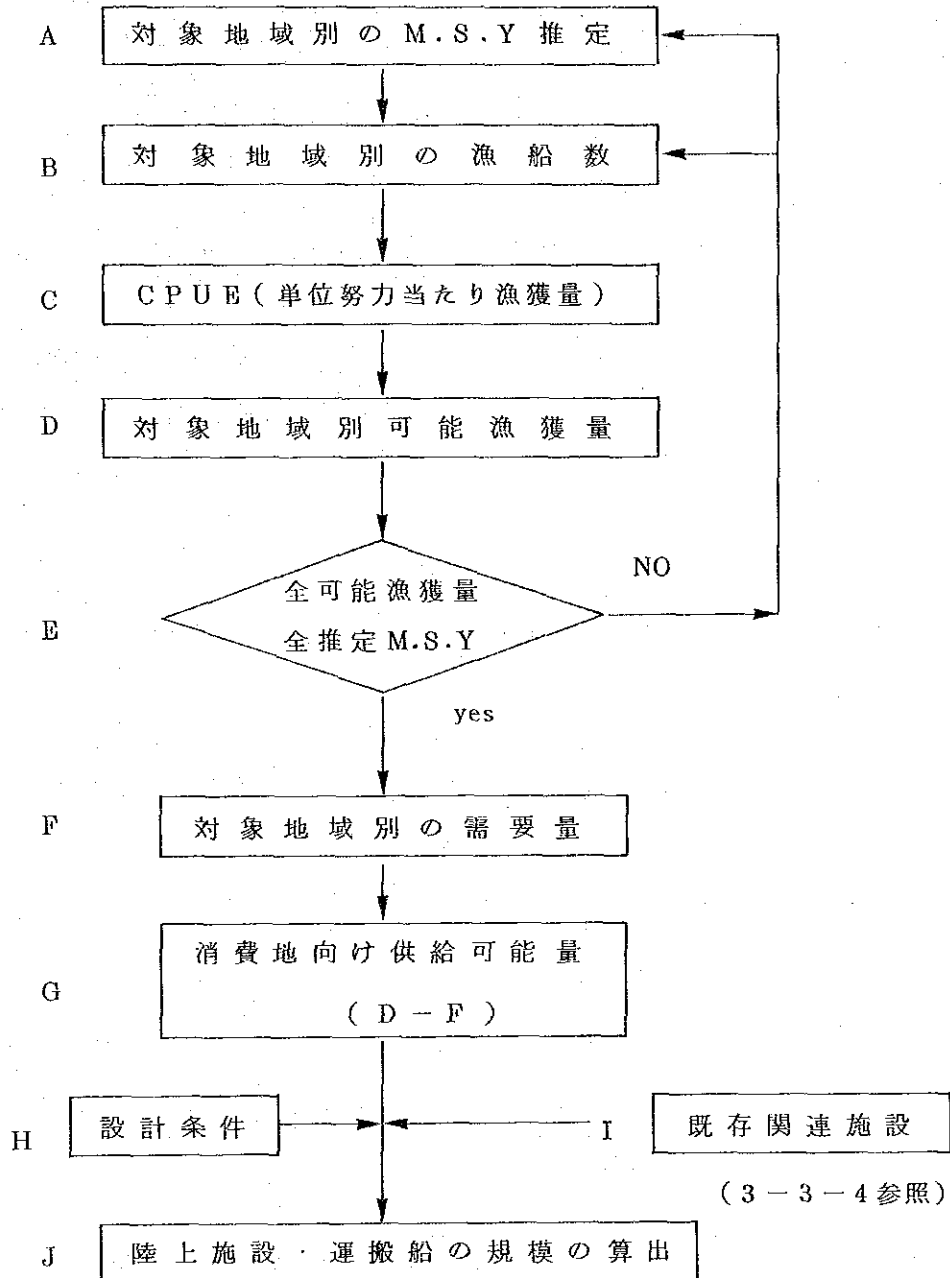 A 対象地域別のM.S.Y推定
B 対象地域別の漁船数
C CPUE(単位努力当たり漁獲量)
D 対象地域別可能漁獲量
全可能漁獲量 NO
E 全推定M.S.Y
yes
F 対象地域別の需要量
消費地向け供給可能量
G
(D-F)
H 設計条件 I 既存関連施設
(3-3-4参照)
J 陸上施設・運搬船の規模の算出